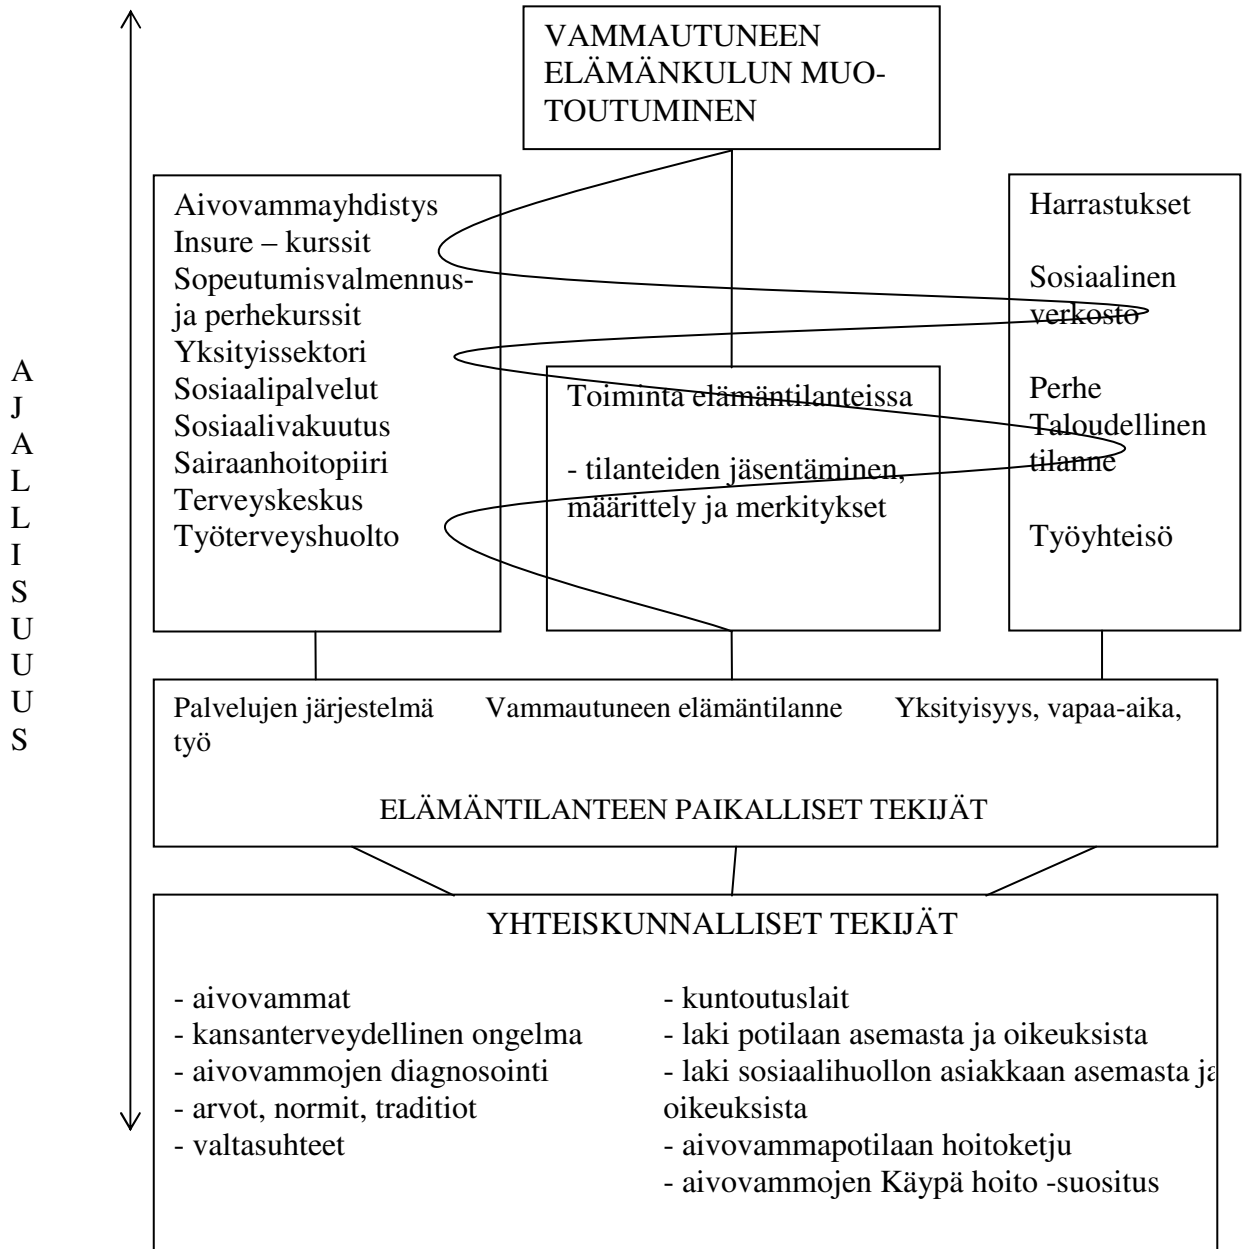 VAMMAUTUNEEN
ELÄMÄNKULUN MUO-
TOUTUMINEN
A
J
A
L
L
I
S
U
U
U
S
Aivovammayhdistys
Insure – kurssit
Sopeutumisvalmennus-
ja perhekurssit
Yksityissektori
Sosiaalipalvelut
Sosiaalivakuutus
Sairaanhoitopiiri
Terveyskeskus
Työterveyshuolto
Toiminta elämäntilanteissa
- tilanteiden jäsentäminen,
määrittely ja merkitykset
Harrastukset
Sosiaalinen
verkosto
Perhe
Taloudellinen
tilanne
Työyhteisö
Palvelujen järjestelmä Vammautuneen elämäntilanne Yksityisyys, vapaa-aika,
työ
ELÄMÄNTILANTEEN PAIKALLISET TEKIJÄT
YHTEISKUNNALLISET TEKIJÄT
- aivovammat
- kansanterveydellinen ongelma
- aivovammojen diagnosointi
- arvot, normit, traditiot
- valtasuhteet
- kuntoutuslait
- laki potilaan asemasta ja oikeuksista
- laki sosiaalihuollon asiakkaan asemasta ja
oikeuksista
- aivovammapotilaan hoitoketju
- aivovammojen Käypä hoito -suositus